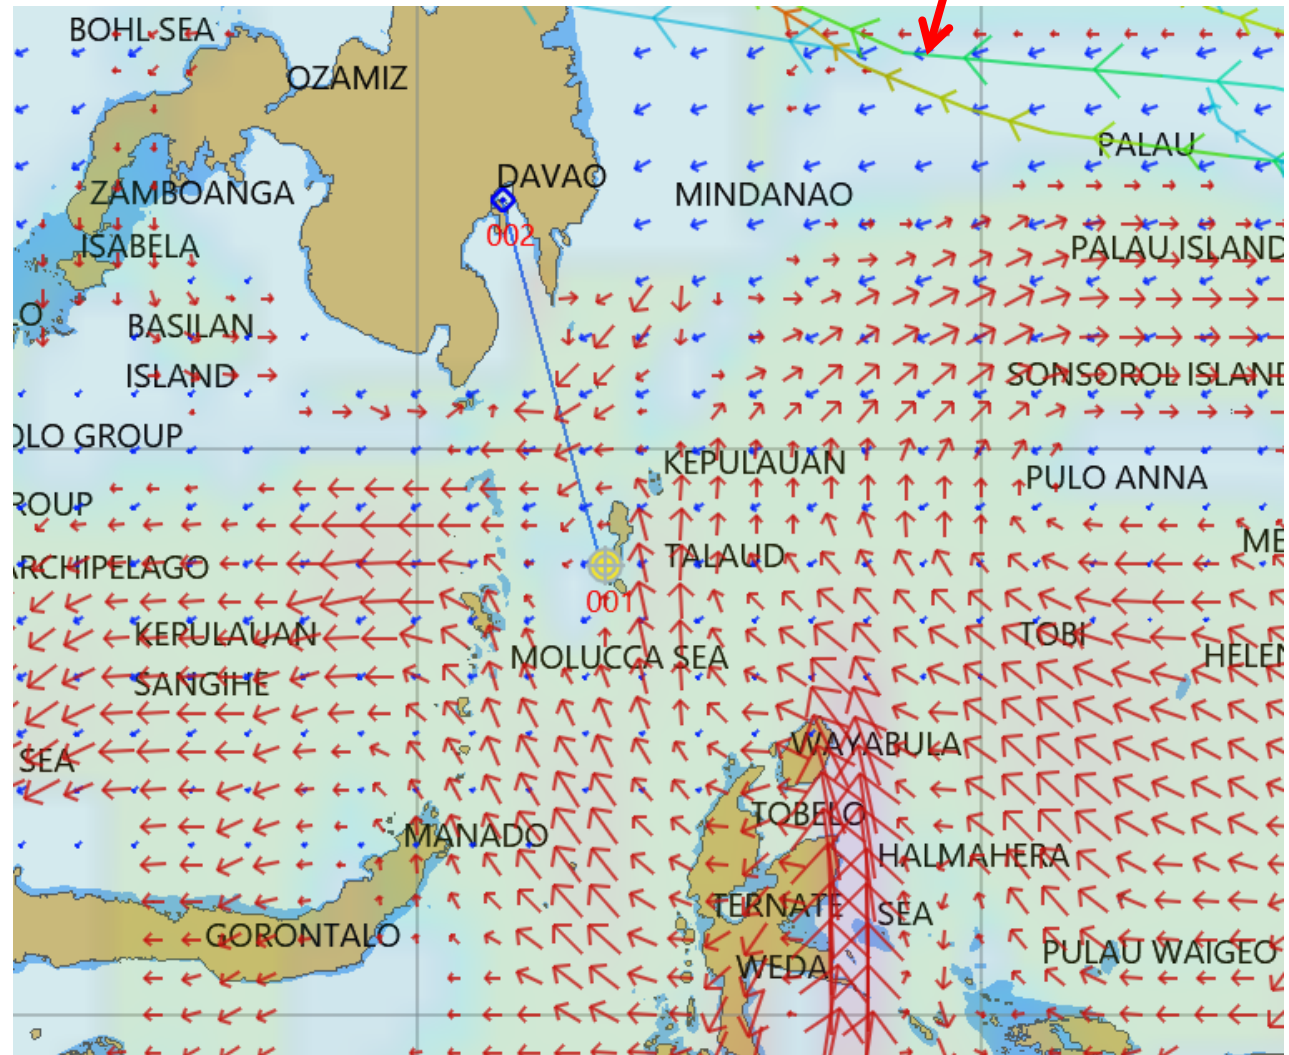 BOHL SEA
OZAMIZ
PALAU
DAVAO
ZAMBOANGA
MINDANAO
002
ISABELA
PALAU ISLAND
LO
BASILAN
ISLAND
SONSOROL ISLAND
OLO GROUP
KEPULAUAN
PULO ANNA
ROUP
TALAUD
ARCHIPELAGO
ME
001
KEPULAUAN
TOBI
MOLUCCA SEA
HELEN
SANGIHE
WAYABULA
SEA
TOBELO
MANADO
HALMAHERA
TERNATE
SEA
GORONTALO
PULAU WAIGEO
WEDA